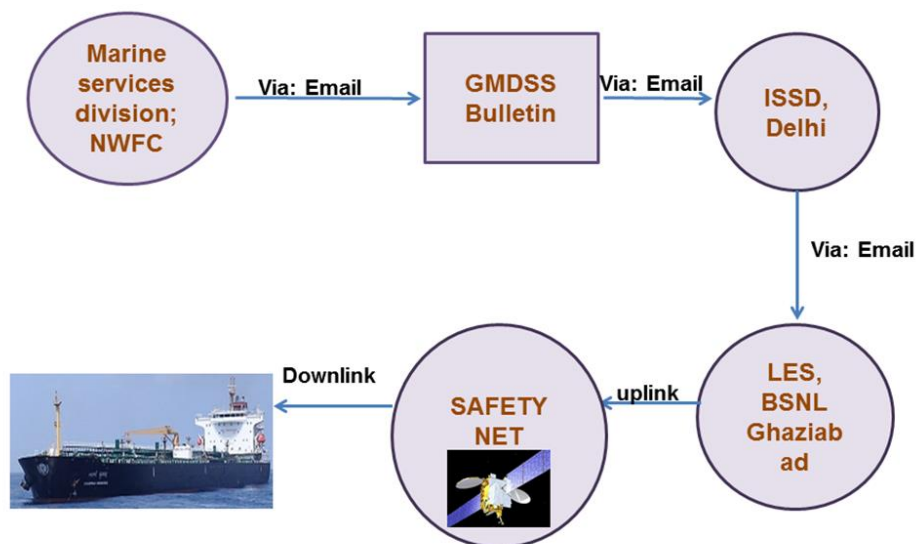 Marine
services
division;
NWFC
Via: Email
GMDSS
Bulletin
Via: Email
ISSD,
Delhi
Via: Email
LES,
BSNL
Ghaziab
ad
uplink
SAFETY
NET
Downlink